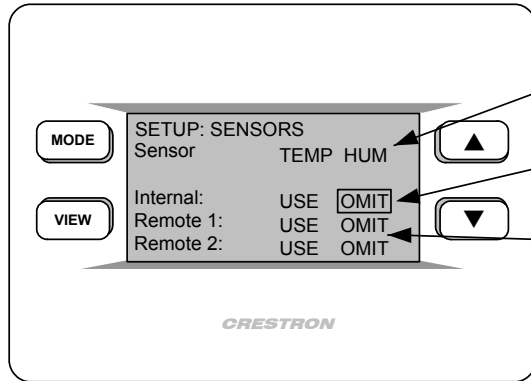 MODE
VIEW
SETUP: SENSORS
Sensor TEMP HUM
Internal: USE OMIT
Remote 1: USE OMIT
Remote 2: USE OMIT
▲
▼
CRESTRON